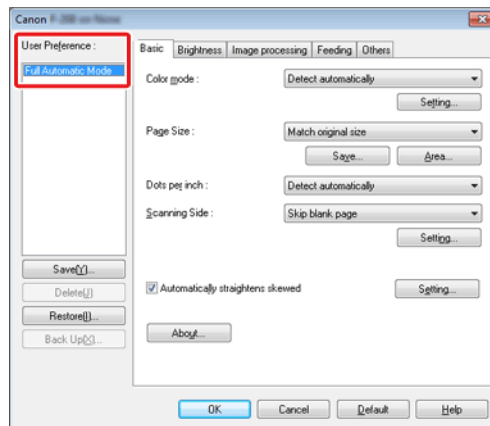 Canon
User Preference :
Full Automatic Mode
Save(Y)...
Delete(J)
Restore(I)...
Back Up(X)...
Basic
Brightness
Image processing
Feeding
Others
Color mode :
Detect automatically
Setting...
Page Size :
Match original size
Save...
Area...
Dots per inch :
Detect automatically
Scanning Side :
Skip blank page
Setting...
Automatically straightens skewed
Setting...
About...
OK
Cancel
Default
Help